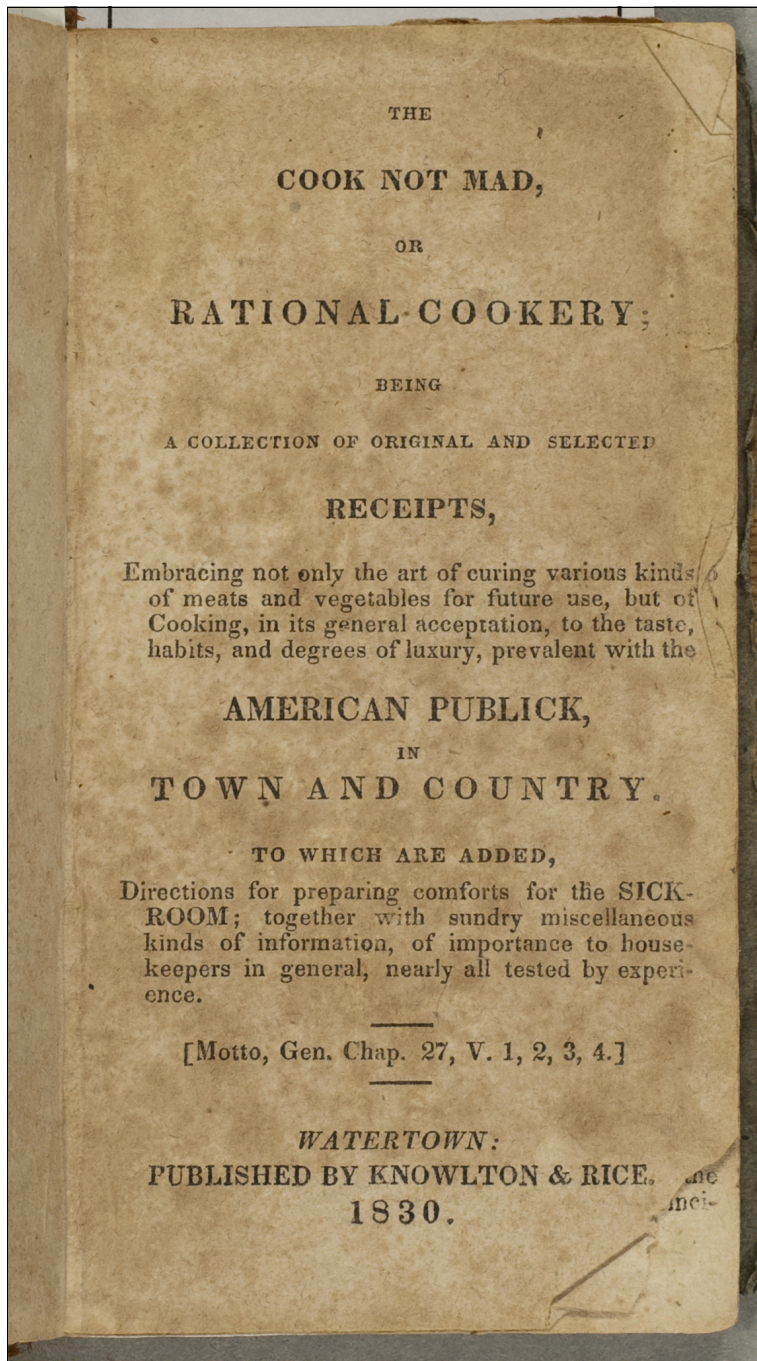 THE
COOK NOT MAD,
OR
RATIONAL COOKERY;
BEING
A COLLECTION OF ORIGINAL AND SELECTED
RECEIPTS,
Embracing not only the art of curing various kinds
of meats and vegetables for future use, but of
Cooking, in its general acceptation, to the taste,
habits, and degrees of luxury, prevalent with the
AMERICAN PUBLICK,
IN
TOWN AND COUNTRY.
TO WHICH ARE ADDED,
Directions for preparing comforts for the SICK-
ROOM; together with sundry miscellaneous
kinds of information, of importance to house-
keepers in general, nearly all tested by experi-
ence.
[Motto, Gen. Chap. 27, V. 1, 2, 3, 4.]
WATERTOWN:
PUBLISHED BY KNOWLTON & RICE.
1830.